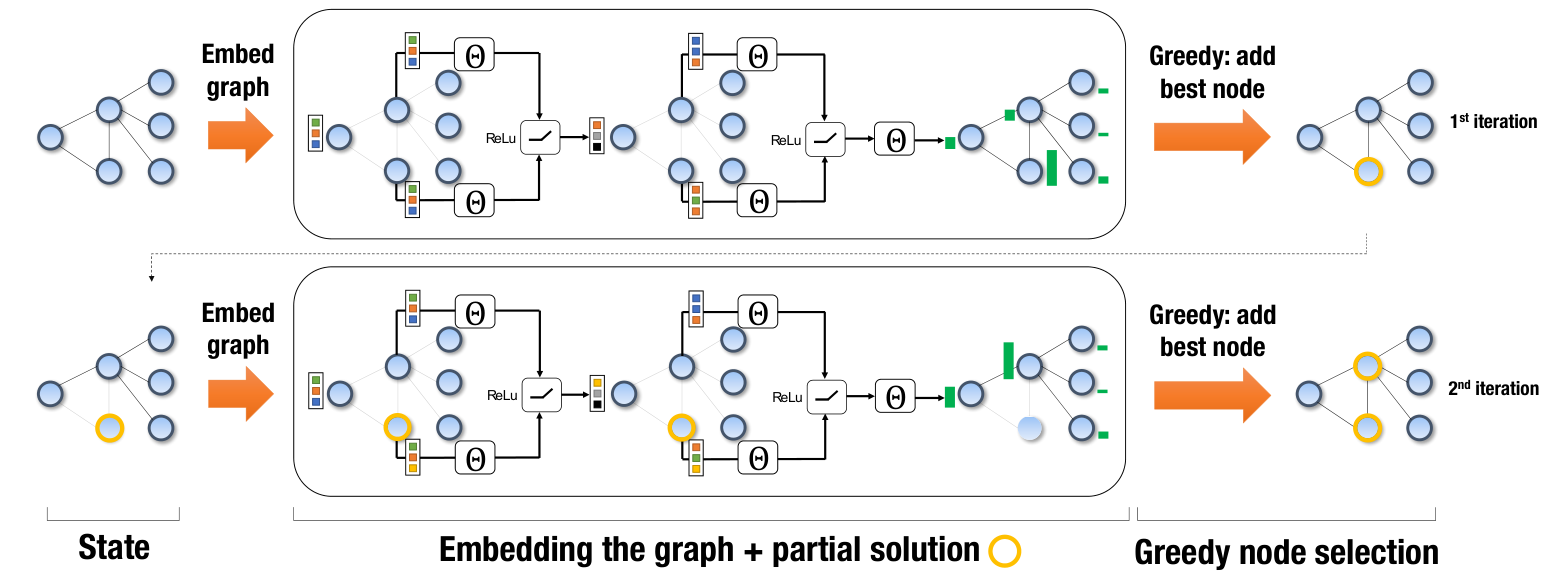 Embed
graph
Θ
Θ
Greedy: add
best node
ReLu
ReLu
Θ
1st iteration
Θ
Θ
Embed
graph
Θ
Θ
Greedy: add
best node
ReLu
ReLu
Θ
2nd iteration
Θ
Θ
State
Embedding the graph + partial solution
Greedy node selection